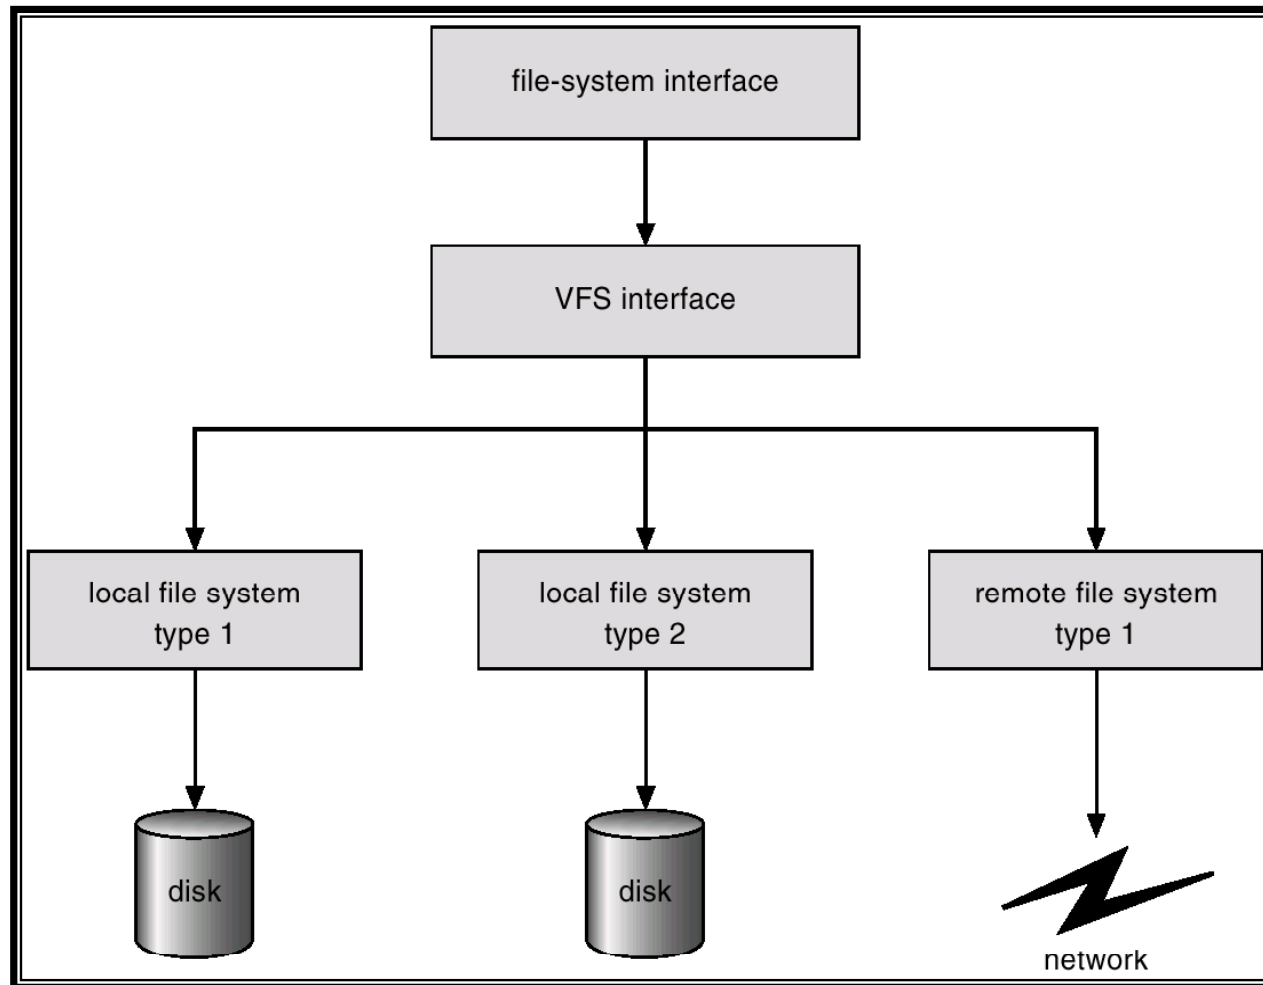 file-system interface
VFS interface
local file system
type 1
local file system
type 2
remote file system
type 1
disk
disk
network